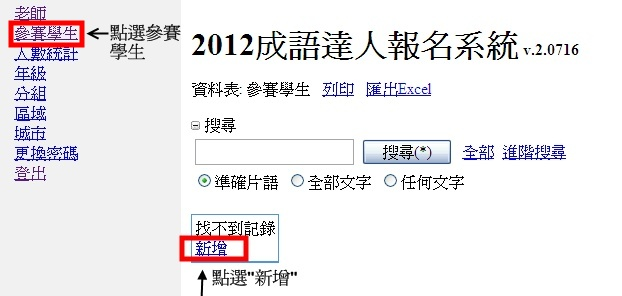 老師
參賽學生
人數統計
年級
分組
區域
城市
更換密碼
登出
點選參賽
學生
2012成語達人報名系統 v.2.0716
資料表: 參賽學生 列印 匯出Excel
搜尋
搜尋(*) 全部 進階搜尋
準確片語 全部文字 任何文字
找不到記錄
新增
點選"新增"